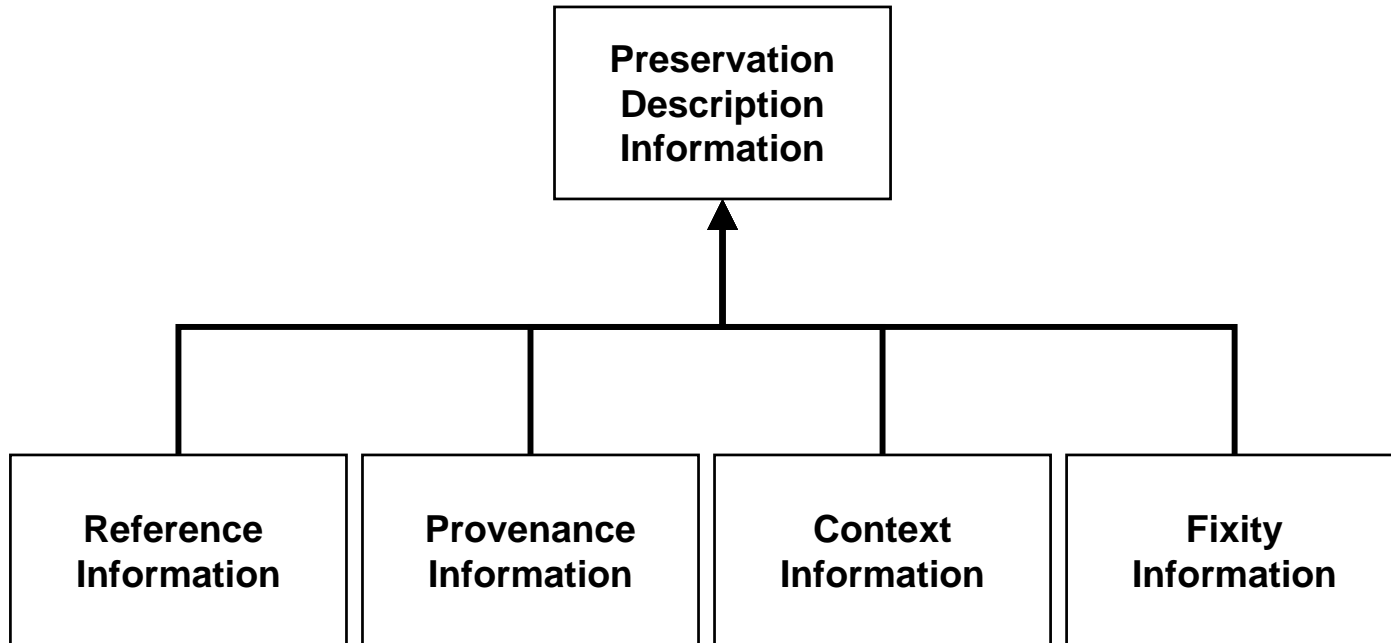 Preservation
Description
Information
Reference
Information
Provenance
Information
Context
Information
Fixity
Information